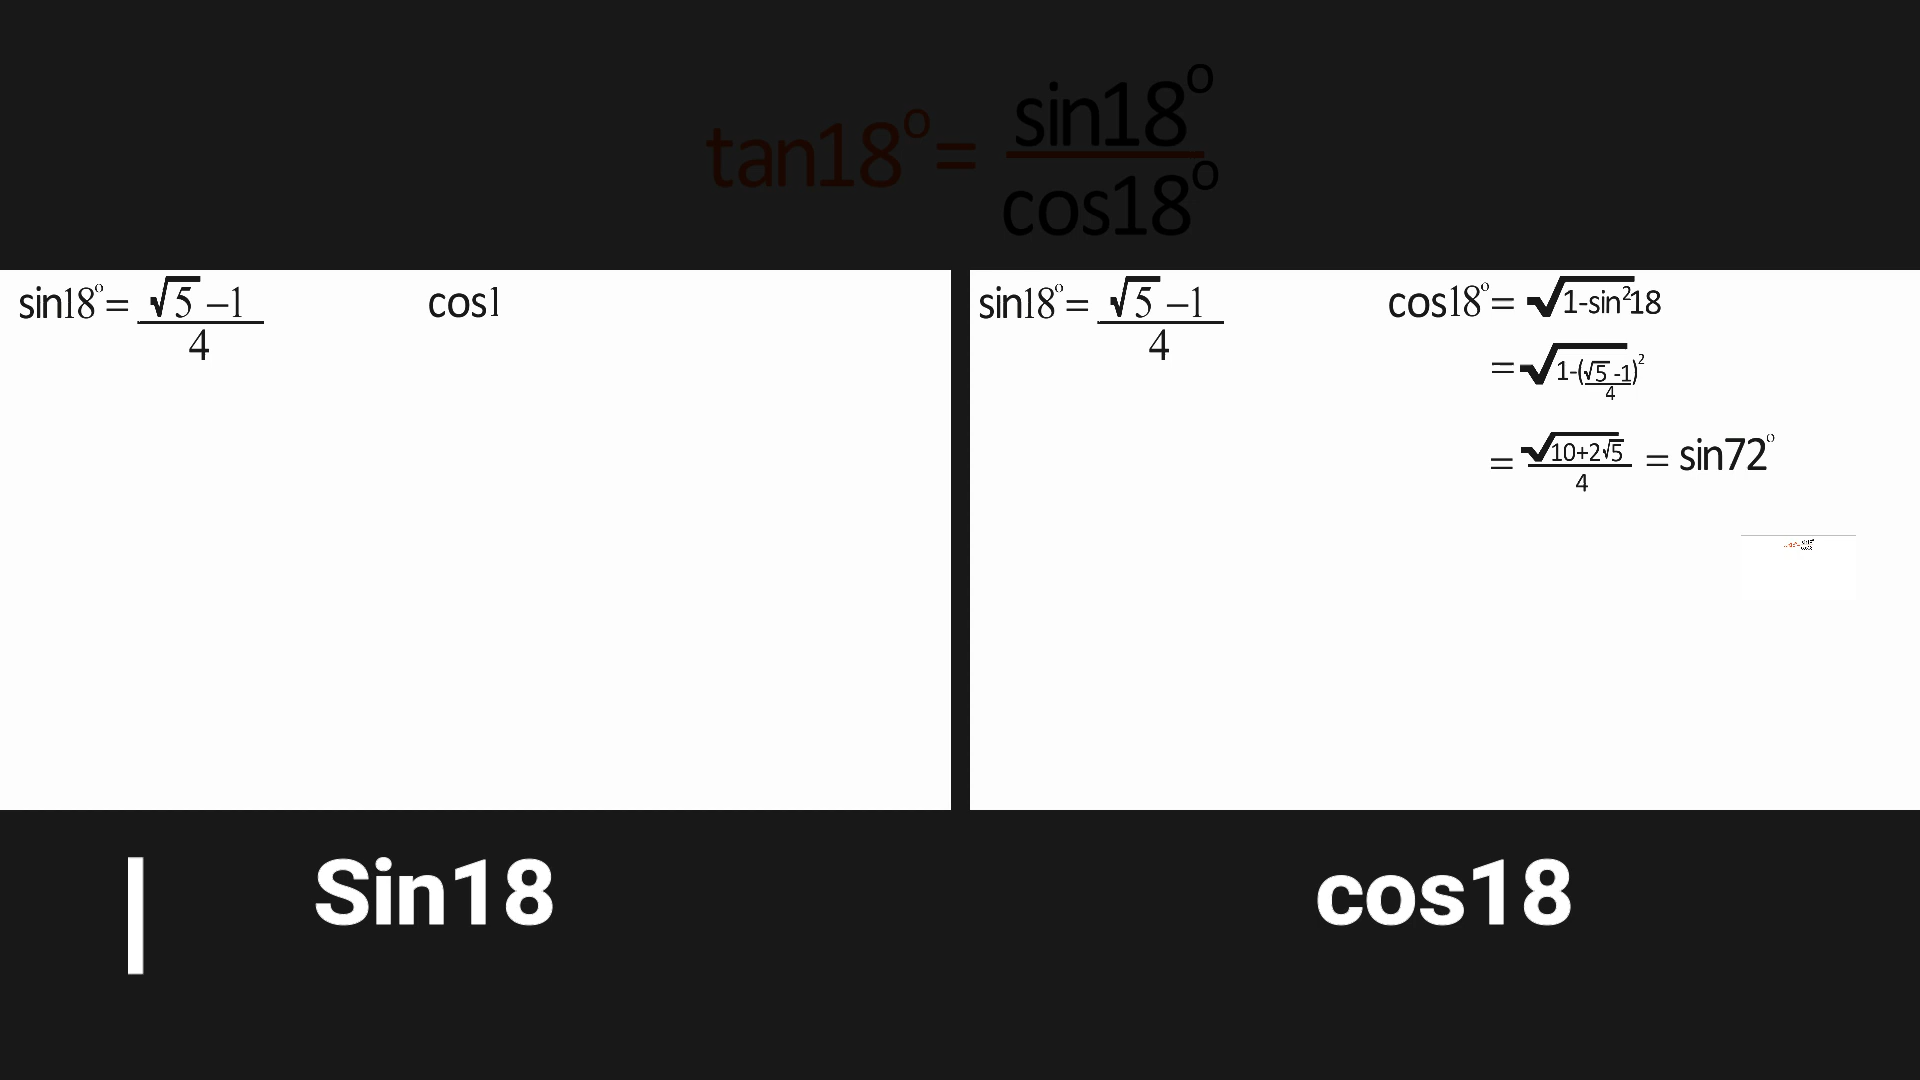 tan18°= sin18°
cos18°
sin18°= √5 –1
4
cos1
sin18°= √5 –1
4
cos18°= √1-sin²18
= √1-(√5 -1)²
4
= √10+2√5 = sin72°
4
Sin18
cos18